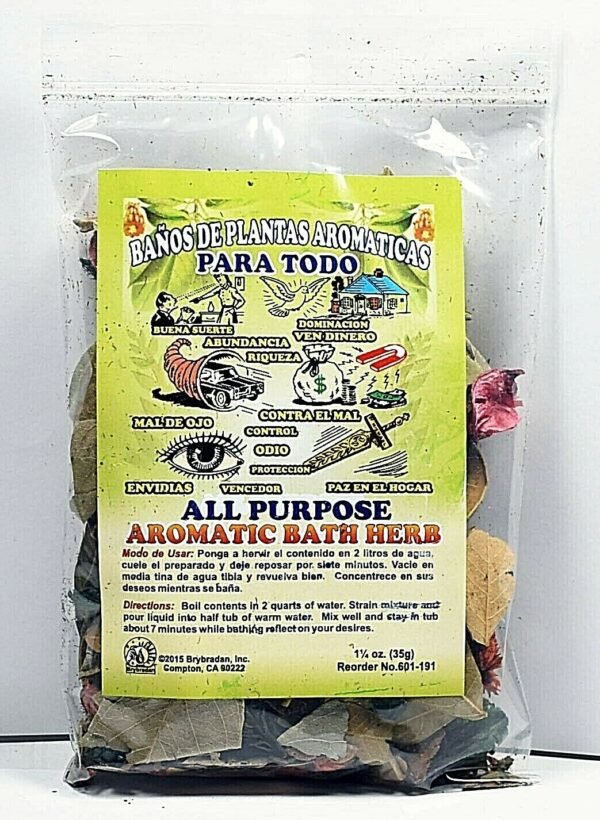 BAÑOS DE PLANTAS AROMATICAS
PARA TODO
BUENA SUERTE
DOMINACION
ABUNDANCIA VEN DINERO
RIQUEZA
$
MAL DE OJO
CONTRA EL MAL
CONTROL
ODIO
PROTECCION
ENVIDIAS VENCEDOR PAZ EN EL HOGAR
ALL PURPOSE
AROMATIC BATH HERB
Modo de Usar: Ponga a hervir el contenido en 2 litros de agua,
cuele el preparado y deje reposar por siete minutos. Vacie en
media tina de agua tibia y revuelva bien. Concentrece en sus
deseos mientras se baña.
Directions: Boil contents in 2 quarts of water. Strain mixture and
pour liquid into half tub of warm water. Mix well and stay in tub
about 7 minutes while bathing reflect on your desires.
Brybradan
©2015 Brybradan, Inc.
Compton, CA 90222
1¼ oz. (35g)
Reorder No.601-191